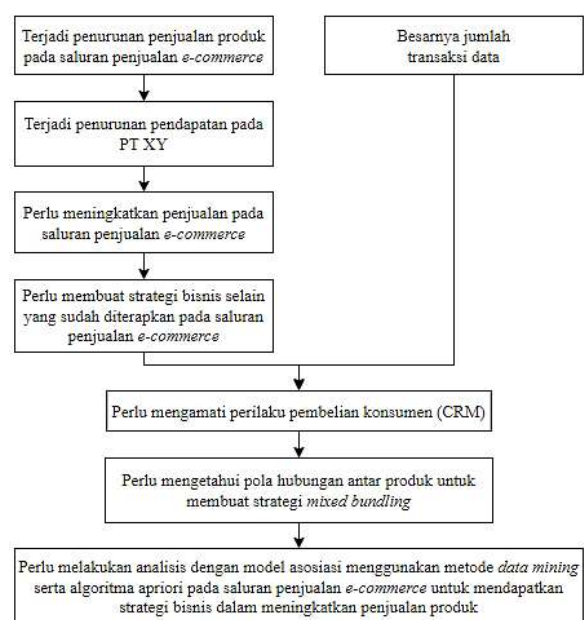 Terjadi penurunan penjualan produk
pada saluran penjualan e-commerce
Besarnya jumlah
transaksi data
Terjadi penurunan pendapatan pada
PT XY
Perlu meningkatkan penjualan pada
saluran penjualan e-commerce
Perlu membuat strategi bisnis selain
yang sudah diterapkan pada saluran
penjualan e-commerce
Perlu mengamati perilaku pembelian konsumen (CRM)
Perlu mengetahui pola hubungan antar produk untuk
membuat strategi mixed bundling
Perlu melakukan analisis dengan model asosiasi menggunakan metode data mining
serta algoritma apriori pada saluran penjualan e-commerce untuk mendapatkan
strategi bisnis dalam meningkatkan penjualan produk